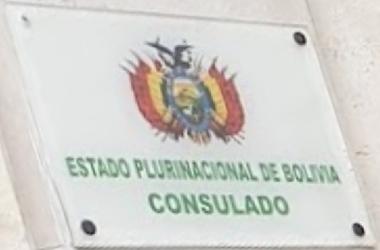 ESTADO PLURINACIONAL DE BOLIVIA
CONSULADO